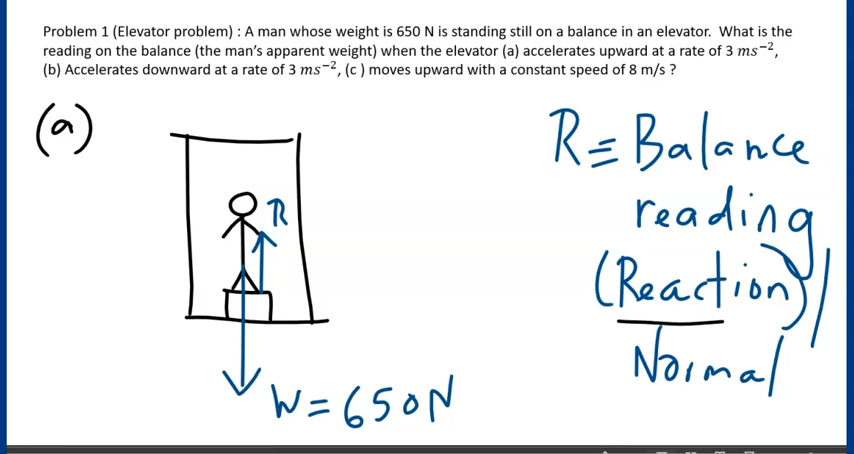 Problem 1 (Elevator problem) : A man whose weight is 650 N is standing still on a balance in an elevator. What is the
reading on the balance (the man's apparent weight) when the elevator (a) accelerates upward at a rate of 3 ms⁻²,
(b) Accelerates downward at a rate of 3 ms⁻², (c ) moves upward with a constant speed of 8 m/s ?
(a)
R ≡ Balance
reading
(Reaction)
Normal
R
W = 650N